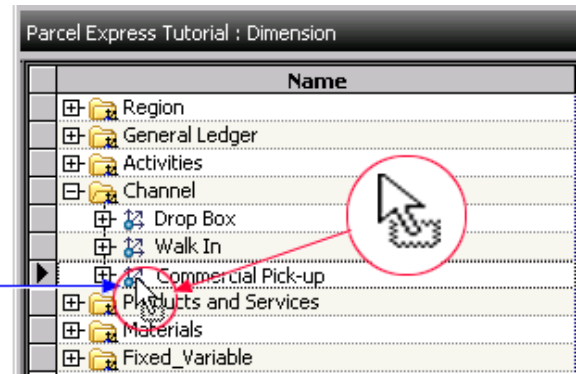 Parcel Express Tutorial : Dimension
Name
Region
General Ledger
Activities
Channel
Drop Box
Walk In
Commercial Pick-up
Products and Services
Materials
Fixed_Variable